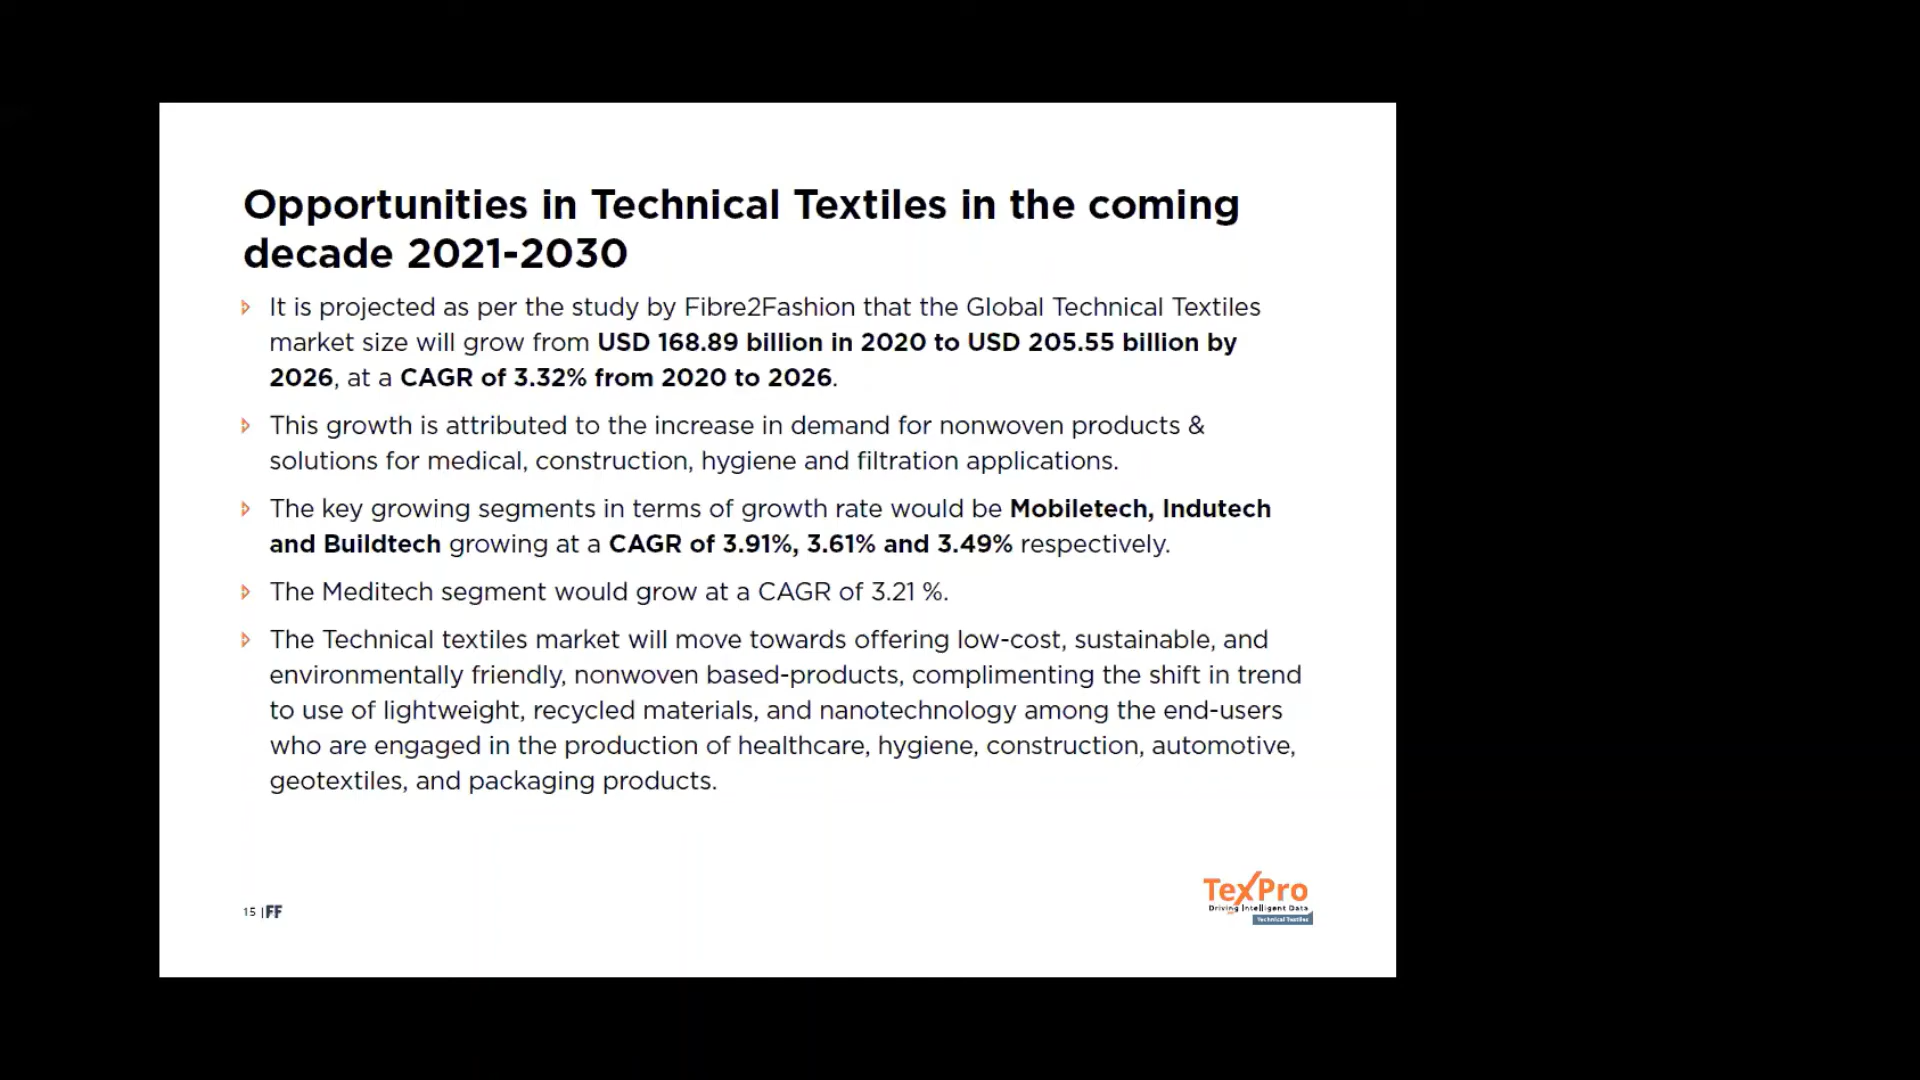 Opportunities in Technical Textiles in the coming
decade 2021-2030
It is projected as per the study by Fibre2Fashion that the Global Technical Textiles
market size will grow from USD 168.89 billion in 2020 to USD 205.55 billion by
2026, at a CAGR of 3.32% from 2020 to 2026.
This growth is attributed to the increase in demand for nonwoven products &
solutions for medical, construction, hygiene and filtration applications.
The key growing segments in terms of growth rate would be Mobiletech, Indutech
and Buildtech growing at a CAGR of 3.91%, 3.61% and 3.49% respectively.
The Meditech segment would grow at a CAGR of 3.21 %.
The Technical textiles market will move towards offering low-cost, sustainable, and
environmentally friendly, nonwoven based-products, complimenting the shift in trend
to use of lightweight, recycled materials, and nanotechnology among the end-users
who are engaged in the production of healthcare, hygiene, construction, automotive,
geotextiles, and packaging products.
15 |FF
TexPro
Driving Intelligent Data
Technical Textiles